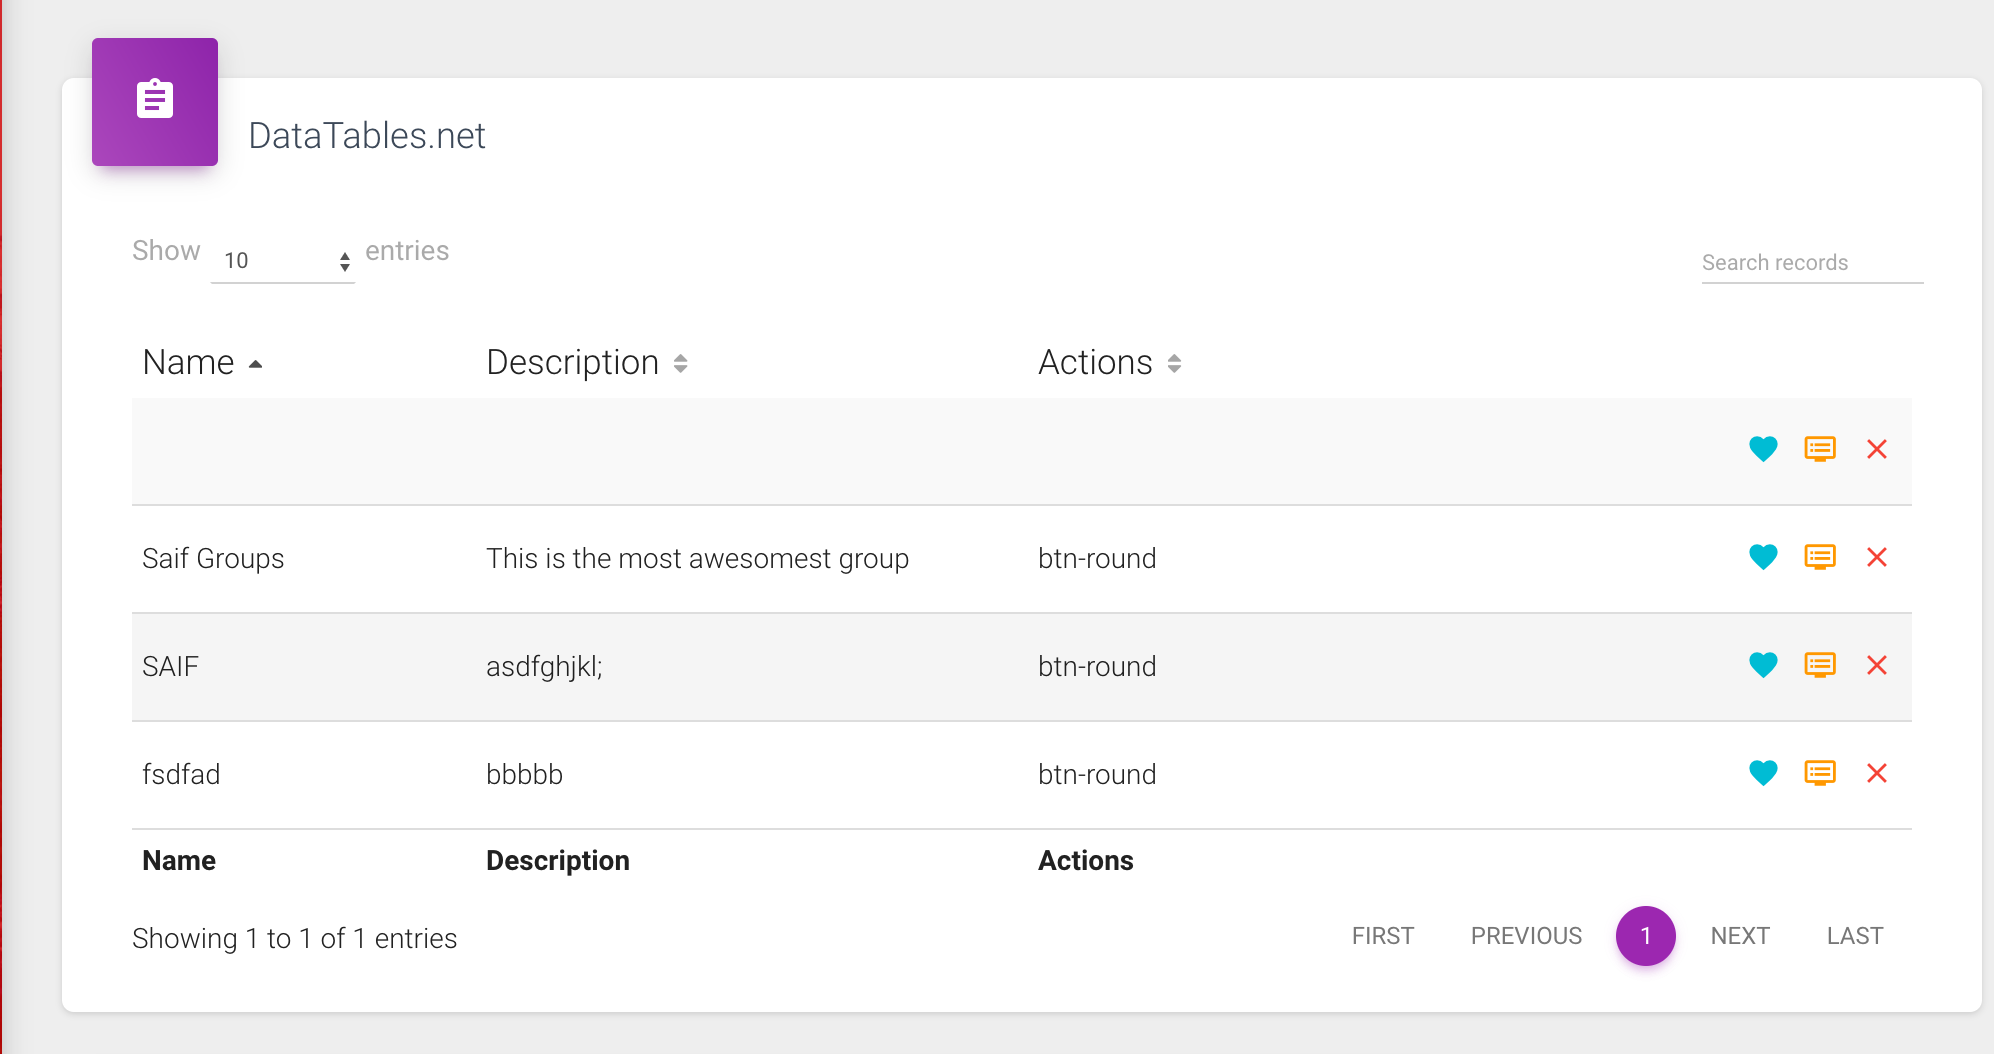 DataTables.net
Show 10 entries
Search records
Name Description Actions
Saif Groups This is the most awesomest group btn-round
SAIF asdfghjkl; btn-round
fsdfad bbbbb btn-round
Name Description Actions
Showing 1 to 1 of 1 entries
FIRST PREVIOUS 1 NEXT LAST